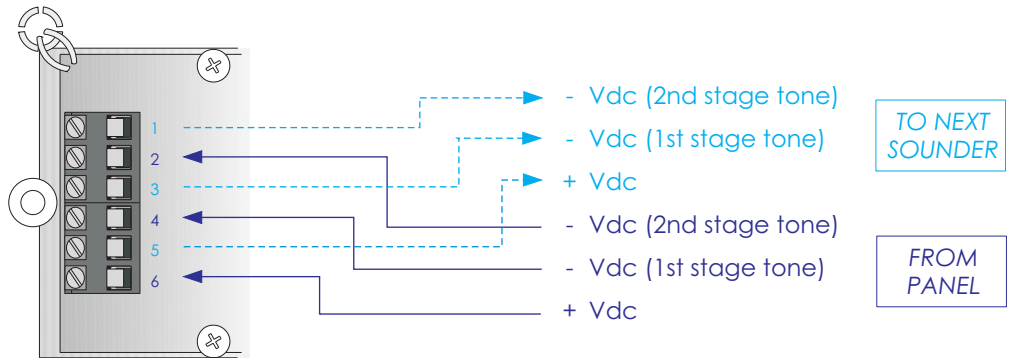 1
2
3
4
5
6
- Vdc (2nd stage tone)
- Vdc (1st stage tone)
+ Vdc
- Vdc (2nd stage tone)
- Vdc (1st stage tone)
+ Vdc
TO NEXT
SOUNDER
FROM
PANEL